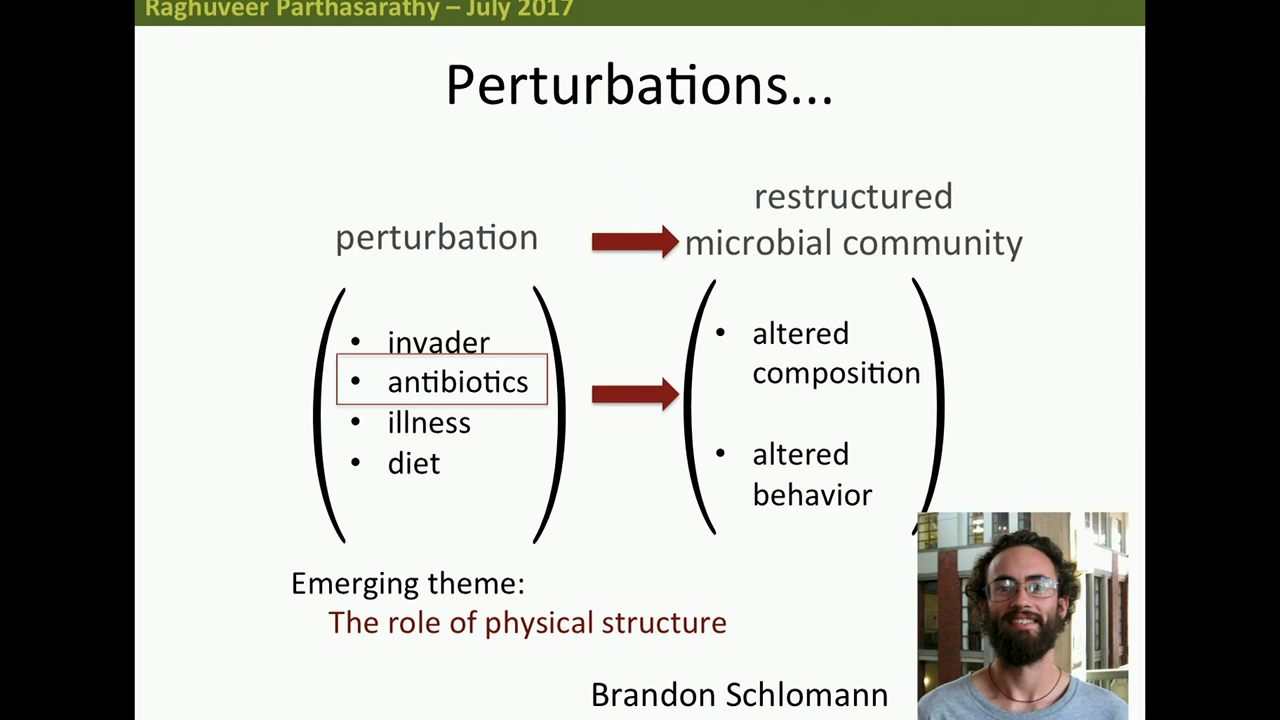 Raghuveer Parthasarathy – July 2017
Perturbations...
perturbation
restructured
microbial community
• invader
• antibiotics
• illness
• diet
• altered
composition
• altered
behavior
Emerging theme:
The role of physical structure
Brandon Schlomann